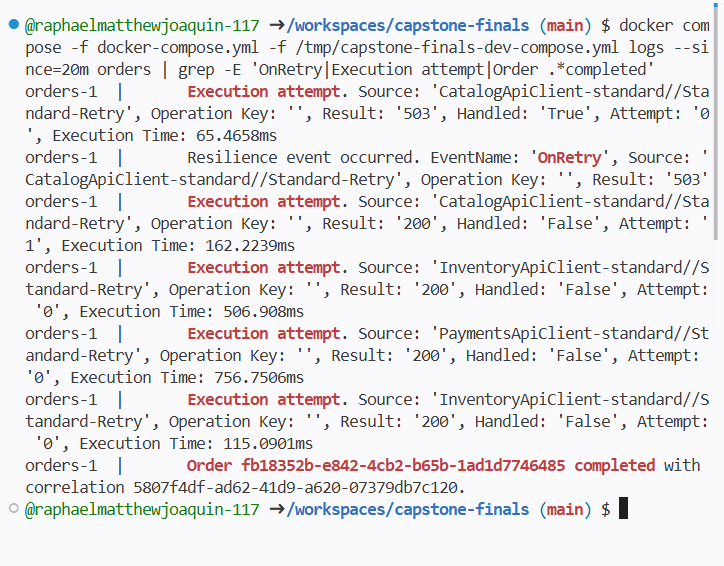 @raphaelmatthewjoaquin-117 →/workspaces/capstone-finals (main) $ docker com
pose -f docker-compose.yml -f /tmp/capstone-finals-dev-compose.yml logs --si
nce=20m orders | grep -E 'OnRetry|Execution attempt|Order .*completed'
orders-1  |       Execution attempt. Source: 'CatalogApiClient-standard//Sta
ndard-Retry', Operation Key: '', Result: '503', Handled: 'True', Attempt: '0
', Execution Time: 65.4658ms
orders-1  |       Resilience event occurred. EventName: 'OnRetry', Source: '
CatalogApiClient-standard//Standard-Retry', Operation Key: '', Result: '503'
orders-1  |       Execution attempt. Source: 'CatalogApiClient-standard//Sta
ndard-Retry', Operation Key: '', Result: '200', Handled: 'False', Attempt: '
1', Execution Time: 162.2239ms
orders-1  |       Execution attempt. Source: 'InventoryApiClient-standard//S
tandard-Retry', Operation Key: '', Result: '200', Handled: 'False', Attempt:
 '0', Execution Time: 506.908ms
orders-1  |       Execution attempt. Source: 'PaymentsApiClient-standard//St
andard-Retry', Operation Key: '', Result: '200', Handled: 'False', Attempt: 
'0', Execution Time: 756.7506ms
orders-1  |       Execution attempt. Source: 'InventoryApiClient-standard//S
tandard-Retry', Operation Key: '', Result: '200', Handled: 'False', Attempt:
 '0', Execution Time: 115.0901ms
orders-1  |       Order fb18352b-e842-4cb2-b65b-1ad1d7746485 completed with 
correlation 5807f4df-ad62-41d9-a620-07379db7c120.
@raphaelmatthewjoaquin-117 →/workspaces/capstone-finals (main) $